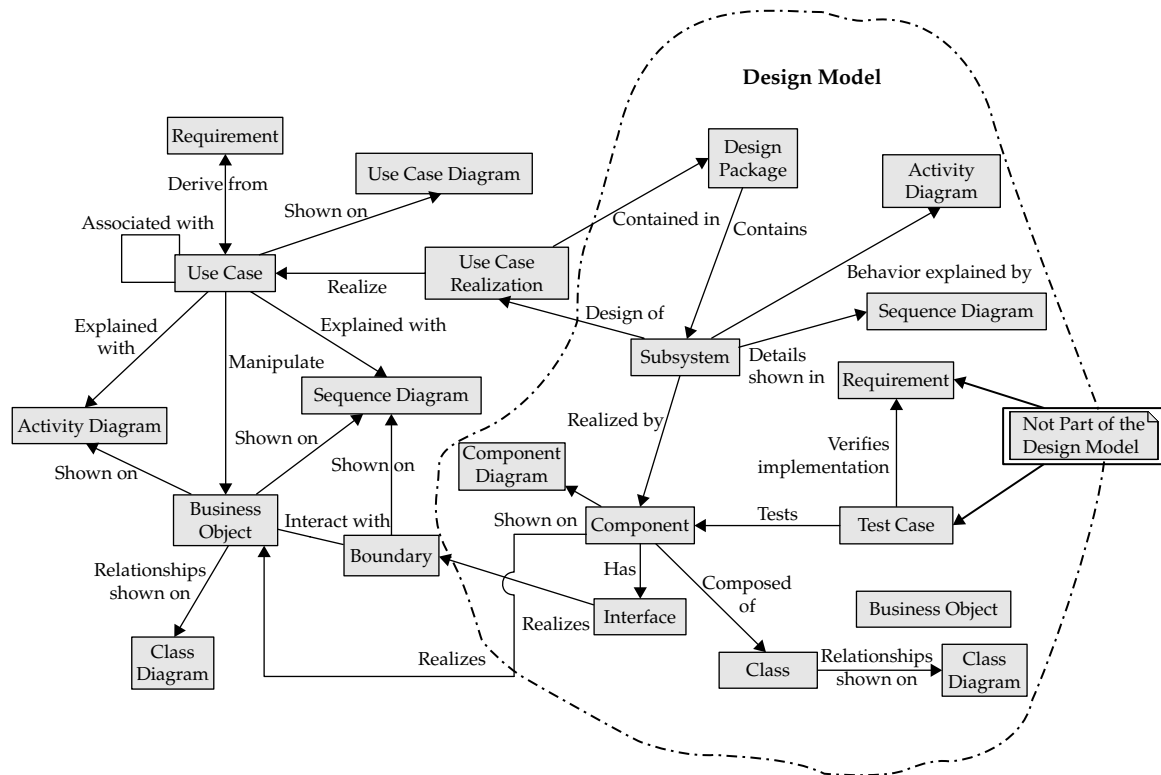 Design Model
Requirement
Use Case Diagram
Design
Package
Activity
Diagram
Derive from
Shown on
Associated with
Contained in
Contains
Use Case
Use Case
Realization
Realize
Behavior explained by
Sequence Diagram
Design of
Explained
with
Manipulate
Explained with
Subsystem
Details
shown in
Requirement
Activity Diagram
Sequence Diagram
Realized by
Not Part of the
Design Model
Shown on
Shown on
Shown on
Component
Diagram
Verifies
implementation
Business
Object
Interact with
Boundary
Shown on
Component
Tests
Test Case
Relationships
shown on
Has
Composed
of
Realizes
Interface
Business Object
Class
Diagram
Realizes
Class
Relationships
shown on
Class
Diagram